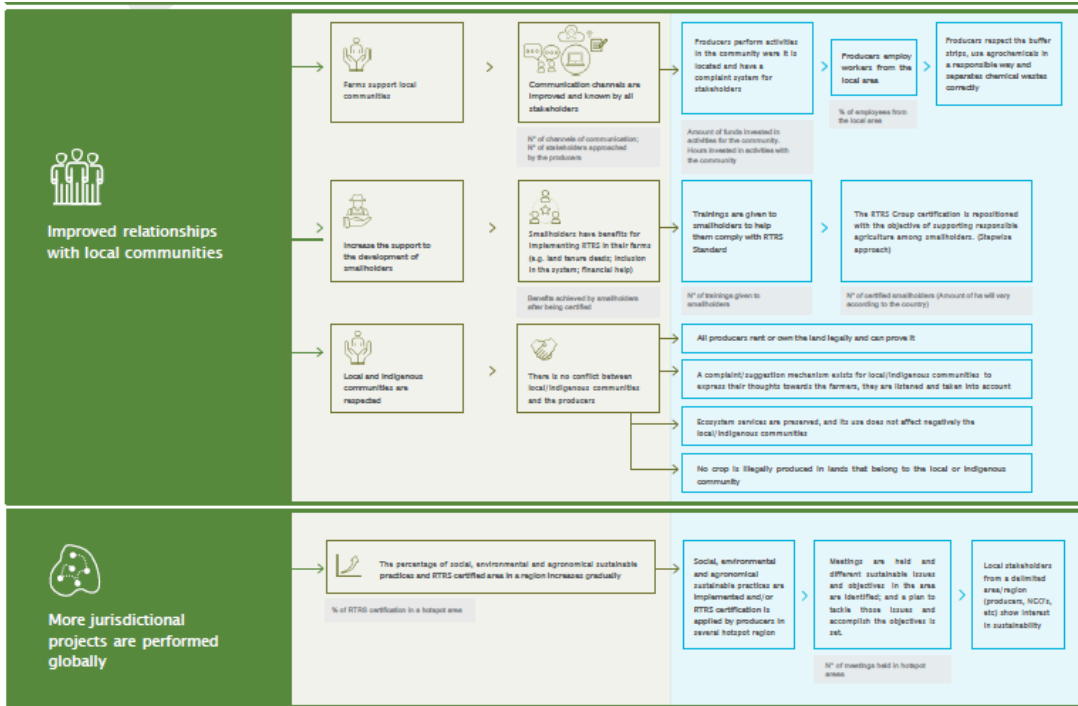 Improved relationships
with local communities
Farms support local
communities
Communication channels are
improved and known by all
stakeholders
N° of channels of communication;
N° of stakeholders approached
by the producers
Producers perform activities
in the community were it is
located and have a
complaint system for
stakeholders
Amount of funds invested in
activities for the community.
Hours invested in activities with
the community
Producers employ
workers from the
local area
% of employees from
the local area
Producers respect the buffer
strips, use agrochemicals in
a responsible way and
separates chemical wastes
correctly
Increase the support to
the development of
smallholders
Smallholders have benefits for
implementing RTRS in their farms
(e.g. land tenure deeds; inclusion
in the system; financial help)
Benefits achieved by smallholders
after being certified
Trainings are given to
smallholders to help
them comply with RTRS
Standard
N° of trainings given to
smallholders
The RTRS Group certification is repositioned
with the objective of supporting responsible
agriculture among smallholders. (Stepwise
approach)
N° of certified smallholders (Amount of ha will vary
according to the country)
Local and indigenous
communities are
respected
There is no conflict between
local/indigenous communities
and the producers
All producers rent or own the land legally and can prove it
A complaint/suggestion mechanism exists for local/indigenous communities to
express their thoughts towards the farmers, they are listened and taken into account
Ecosystem services are preserved, and its use does not affect negatively the
local/indigenous communities
No crop is illegally produced in lands that belong to the local or indigenous
community
More jurisdictional
projects are performed
globally
The percentage of social, environmental and agronomical sustainable
practices and RTRS certified area in a region increases gradually
% of RTRS certification in a hotspot area
Social, environmental
and agronomical
sustainable practices are
implemented and/or
RTRS certification is
applied by producers in
several hotspot region
Meetings are held and
different sustainable issues
and objectives in the area
are identified; and a plan to
tackle those issues and
accomplish the objectives is
set.
N° of meetings held in hotspot
areas
Local stakeholders
from a delimited
area/region
(producers, NGO's,
etc) show interest
in sustainability